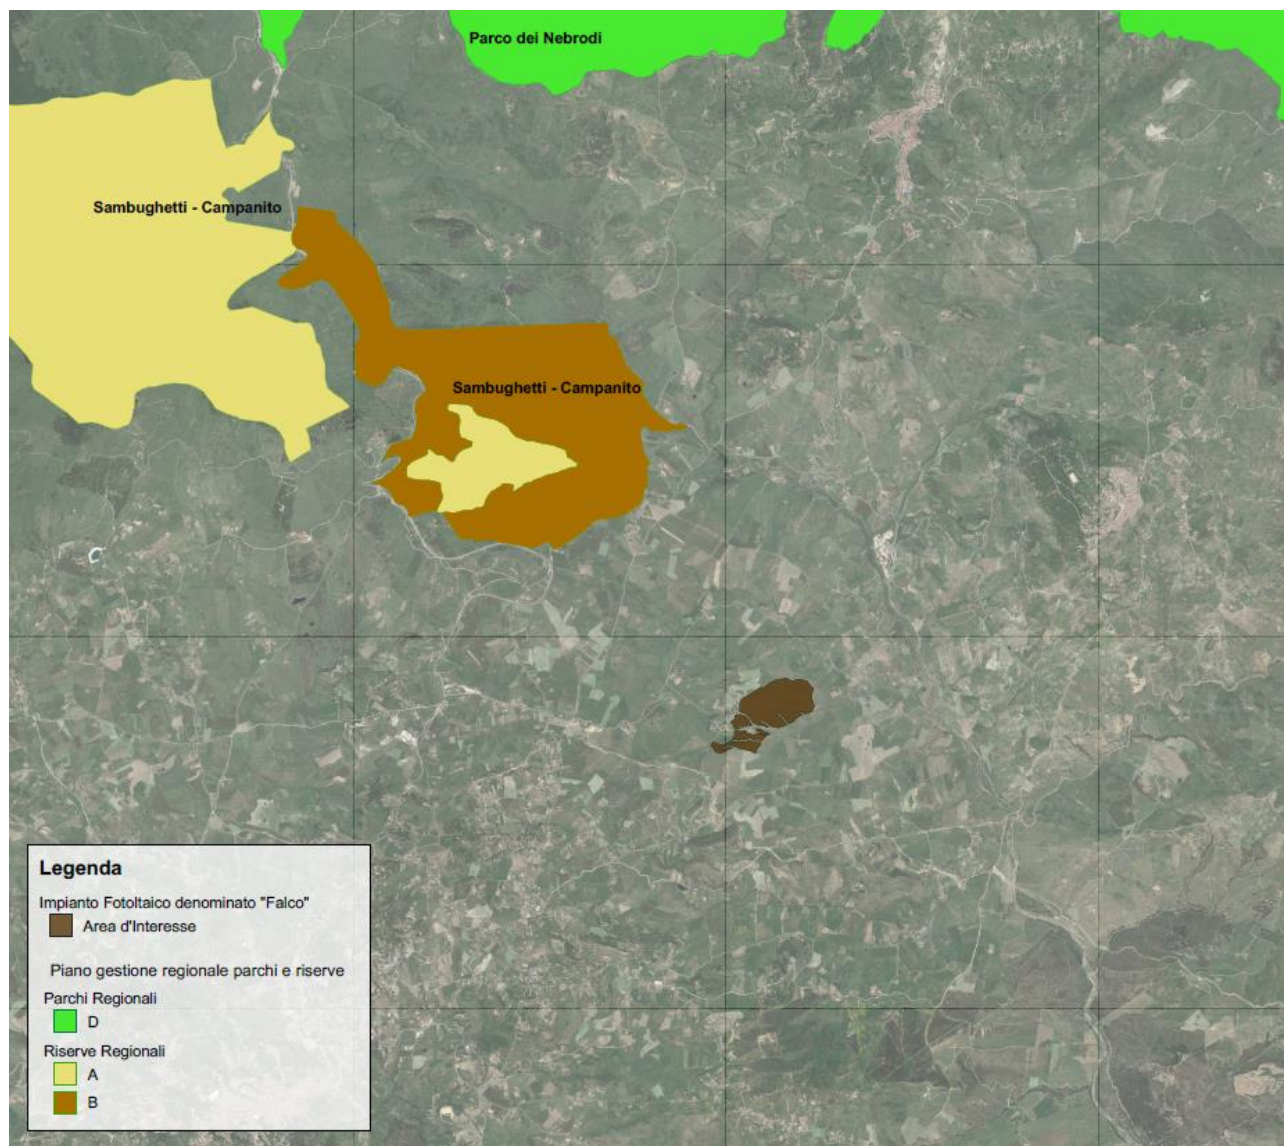 Parco dei Nebrodi
Sambughetti - Campanito
Sambughetti - Campanito
Legenda
Impianto Fotoltaico denominato "Falco"
Area d'Interesse
Piano gestione regionale parchi e riserve
Parchi Regionali
D
Riserve Regionali
A
B